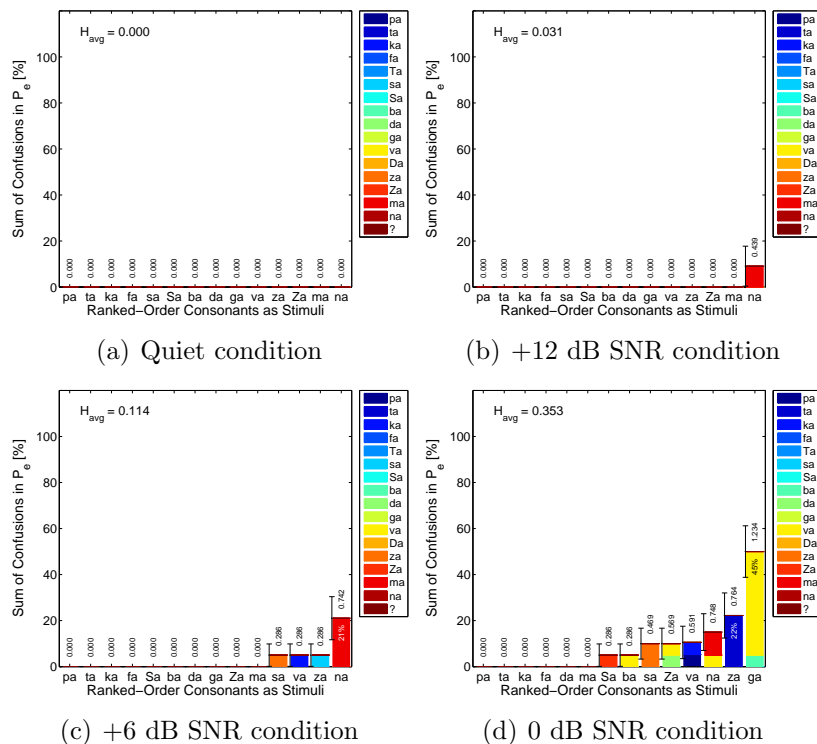 H_avg = 0.000
Sum of Confusions in P_e [%]
100
80
60
40
20
0
0.000 0.000 0.000 0.000 0.000 0.000 0.000 0.000 0.000 0.000 0.000 0.000 0.000 0.000
pa ta ka fa sa Sa ba da ga va za Za ma na
Ranked-Order Consonants as Stimuli
pa
ta
ka
fa
Ta
sa
Sa
ba
da
ga
va
Da
za
Za
ma
na
?
(a) Quiet condition
H_avg = 0.031
Sum of Confusions in P_e [%]
100
80
60
40
20
0
0.000 0.000 0.000 0.000 0.000 0.000 0.000 0.000 0.000 0.000 0.000 0.000 0.000 0.439
pa ta ka fa sa Sa ba da ga va za Za ma na
Ranked-Order Consonants as Stimuli
pa
ta
ka
fa
Ta
sa
Sa
ba
da
ga
va
Da
za
Za
ma
na
?
(b) +12 dB SNR condition
H_avg = 0.114
Sum of Confusions in P_e [%]
100
80
60
40
20
0
0.000 0.000 0.000 0.000 0.000 0.000 0.000 0.000 0.000 0.000 0.286 0.286 0.286 0.742
21%
pa ta ka fa Sa ba da ga Za ma sa va za na
Ranked-Order Consonants as Stimuli
pa
ta
ka
fa
Ta
sa
Sa
ba
da
ga
va
Da
za
Za
ma
na
?
(c) +6 dB SNR condition
H_avg = 0.353
Sum of Confusions in P_e [%]
100
80
60
40
20
0
0.000 0.000 0.000 0.000 0.000 0.000 0.286 0.286 0.469 0.569 0.591 0.748 0.764 1.234
22% 45%
pa ta ka fa da ma Sa ba sa Za va na za ga
Ranked-Order Consonants as Stimuli
pa
ta
ka
fa
Ta
sa
Sa
ba
da
ga
va
Da
za
Za
ma
na
?
(d) 0 dB SNR condition